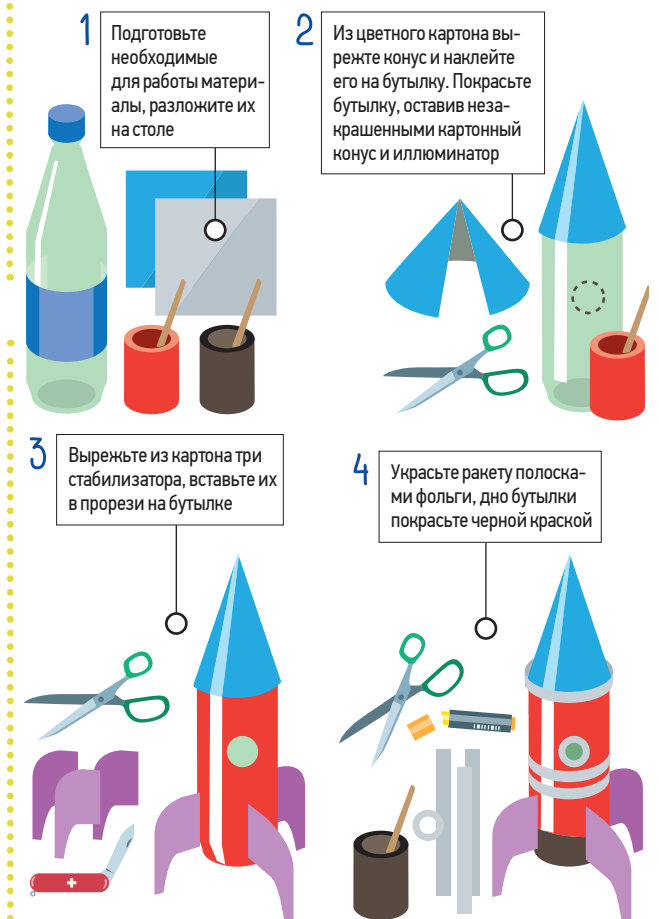 1
Подготовьте
необходимые
для работы матери-
алы, разложите их
на столе
2
Из цветного картона вы-
режте конус и наклейте
его на бутылку. Покрасьте
бутылку, оставив неза-
крашенными картонный
конус и иллюминатор
3
Вырежьте из картона три
стабилизатора, вставьте их
в прорези на бутылке
4
Украсьте ракету полоска-
ми фольги, дно бутылки
покрасьте черной краской